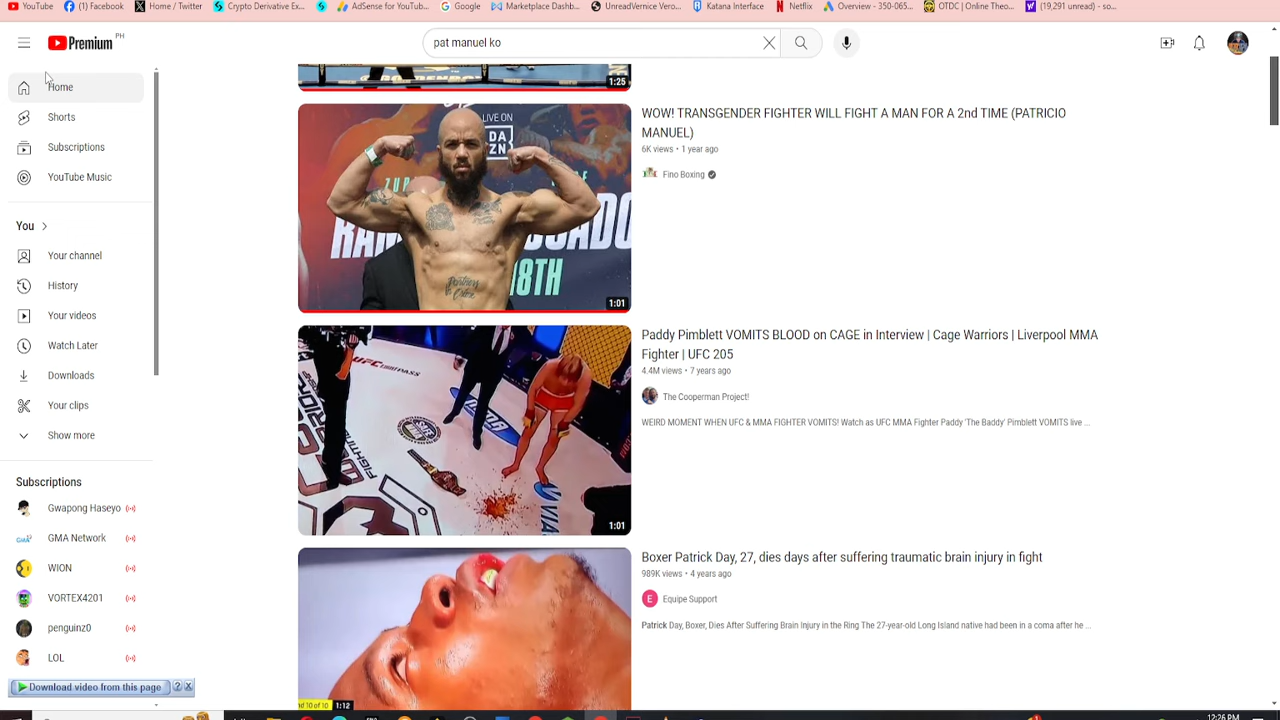 YouTube (1) Facebook Home / Twitter Crypto Derivative Ex... AdSense for YouTub... Google Marketplace Dashb... UnreadVernice Vero... Katana Interface Netflix Overview - 350-065... OTDC | Online Theo... (19,291 unread) - so...
Premium PH
pat manuel ko
Home
Shorts
Subscriptions
YouTube Music
You
Your channel
History
Your videos
Watch Later
Downloads
Your clips
Show more
Subscriptions
Gwapong Haseyo
GMA Network
WION
VORTEX4201
penguinz0
LOL
Download video from this page ? X
1:25
LIVE ON
DA
ZN
18TH
1:01
WOW! TRANSGENDER FIGHTER WILL FIGHT A MAN FOR A 2nd TIME (PATRICIO
MANUEL)
6K views • 1 year ago
Fino Boxing
UFC FIGHT PASS
1:01
Paddy Pimblett VOMITS BLOOD on CAGE in Interview | Cage Warriors | Liverpool MMA
Fighter | UFC 205
4.4M views • 7 years ago
The Cooperman Project!
WEIRD MOMENT WHEN UFC & MMA FIGHTER VOMITS! Watch as UFC MMA Fighter Paddy 'The Baddy' Pimblett VOMITS live ...
1:12
Boxer Patrick Day, 27, dies days after suffering traumatic brain injury in fight
989K views • 4 years ago
E Equipe Support
Patrick Day, Boxer, Dies After Suffering Brain Injury in the Ring The 27-year-old Long Island native had been in a coma after he ...
12:26 PM